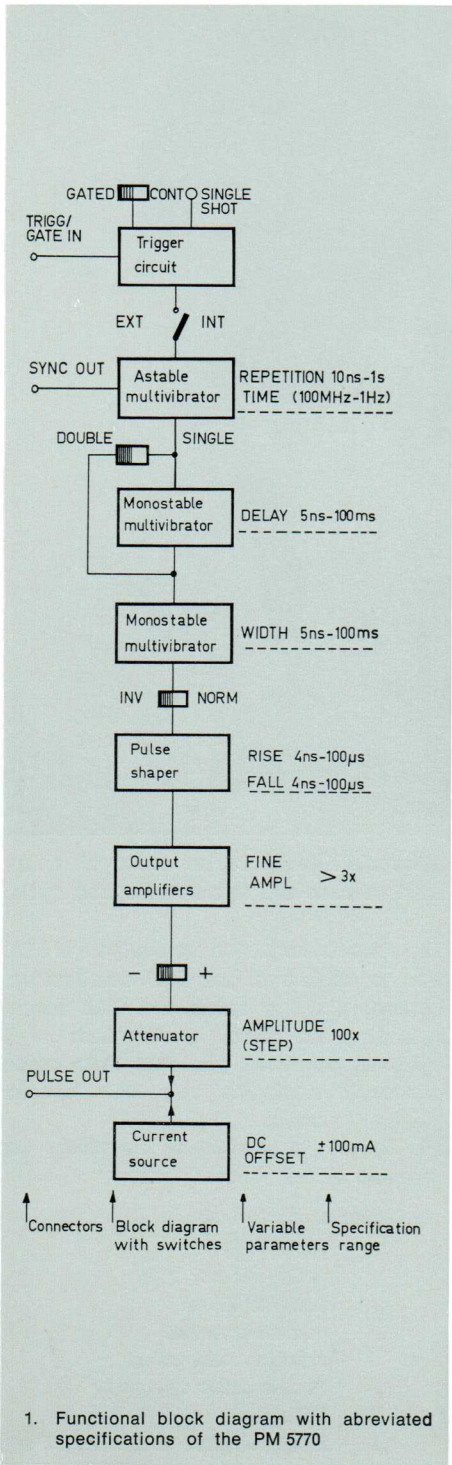 GATED CONT SINGLE
SHOT
TRIGG/
GATE IN
Trigger
circuit
EXT INT
SYNC OUT
Astable
multivibrator
REPETITION 10ns-1s
TIME (100MHz-1Hz)
DOUBLE SINGLE
Monostable
multivibrator
DELAY 5ns-100ms
Monostable
multivibrator
WIDTH 5ns-100ms
INV NORM
Pulse
shaper
RISE 4ns-100µs
FALL 4ns-100µs
Output
amplifiers
FINE
AMPL > 3x
- +
Attenuator
AMPLITUDE
(STEP) 100x
PULSE OUT
Current
source
DC
OFFSET ±100mA
Connectors
Block diagram
with switches
Variable
parameters
Specification
range
1. Functional block diagram with abreviated
specifications of the PM 5770